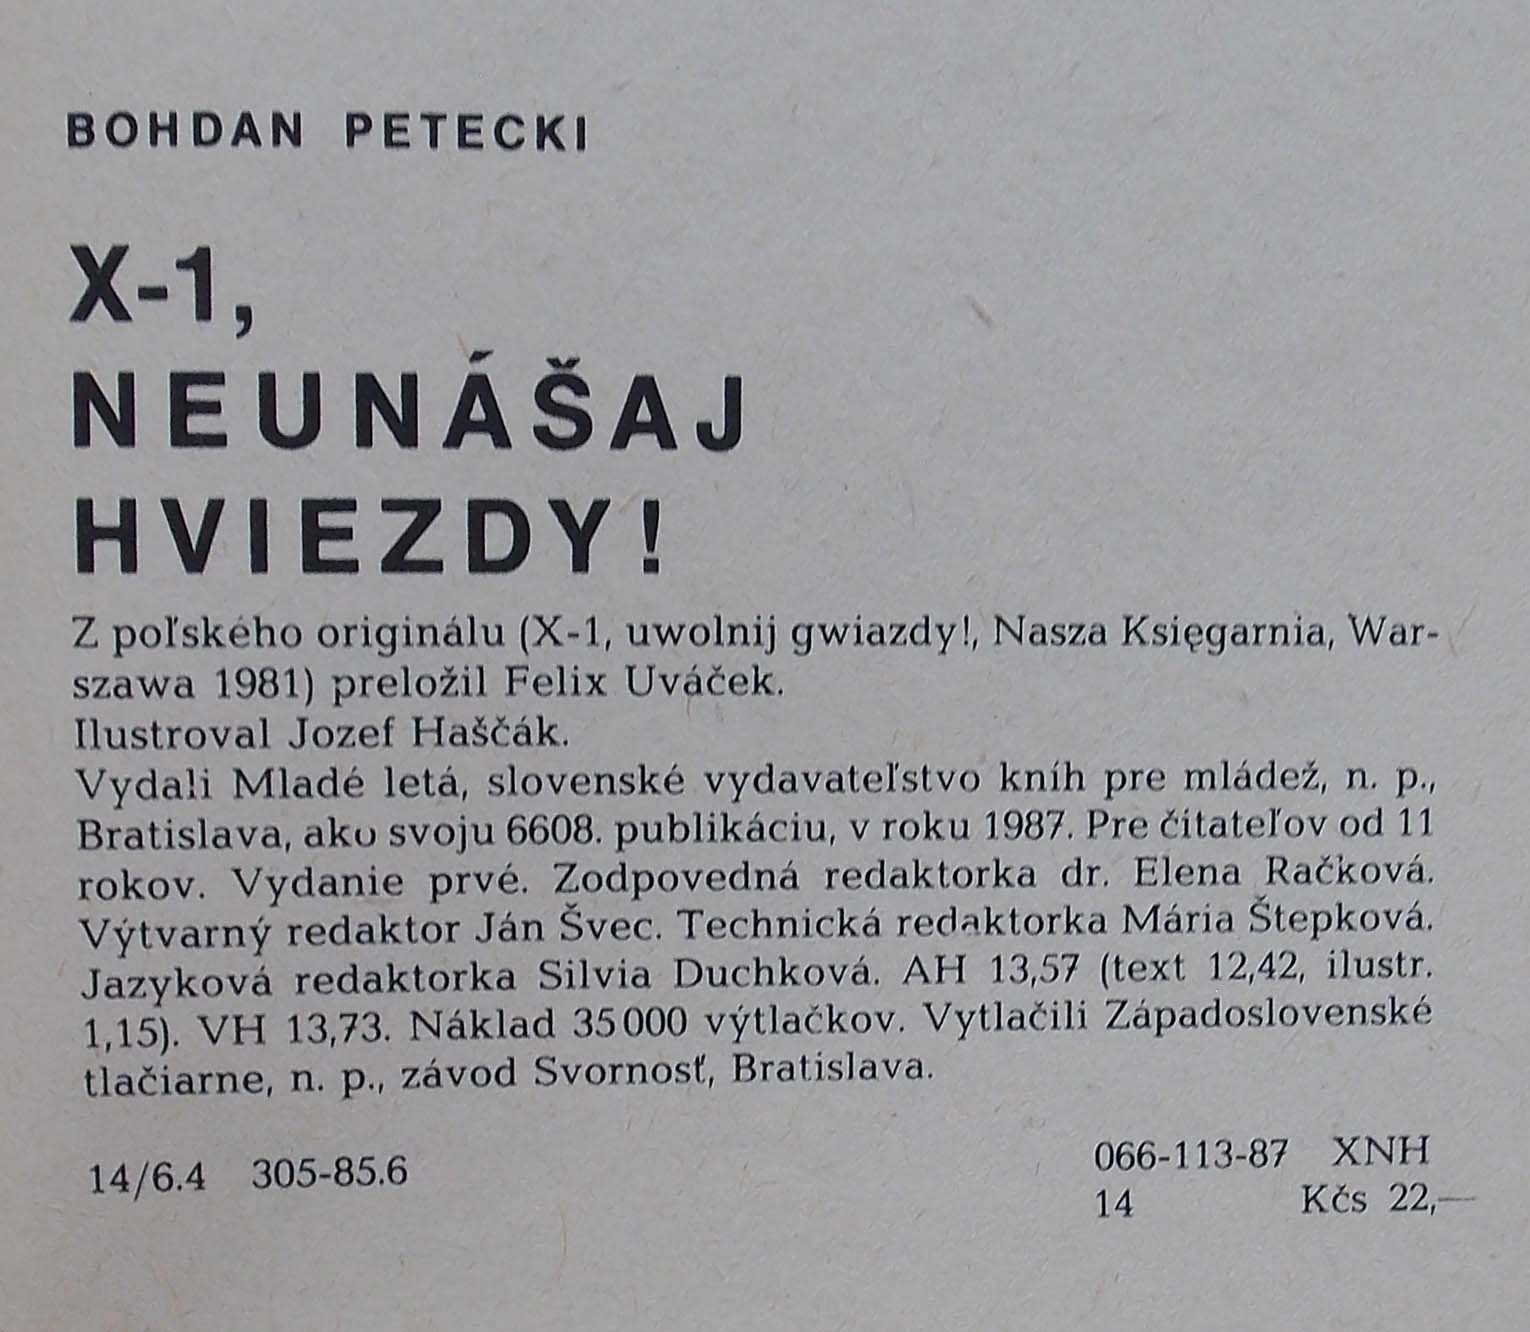 BOHDAN PETECKI
X-1,
NEUNÁŠAJ
HVIEZDY!
Z poľského originálu (X-1, uwolnij gwiazdy!, Nasza Księgarnia, War-
szawa 1981) preložil Felix Uváček.
Ilustroval Jozef Haščák.
Vydali Mladé letá, slovenské vydavateľstvo kníh pre mládež, n. p.,
Bratislava, ako svoju 6608. publikáciu, v roku 1987. Pre čitateľov od 11
rokov. Vydanie prvé. Zodpovedná redaktorka dr. Elena Račková.
Výtvarný redaktor Ján Švec. Technická redaktorka Mária Štepková.
Jazyková redaktorka Silvia Duchková. AH 13,57 (text 12,42, ilustr.
1,15). VH 13,73. Náklad 35 000 výtlačkov. Vytlačili Západoslovenské
tlačiarne, n. p., závod Svornosť, Bratislava.
14/6.4 305-85.6
066-113-87 XNH
14 Kčs 22,—